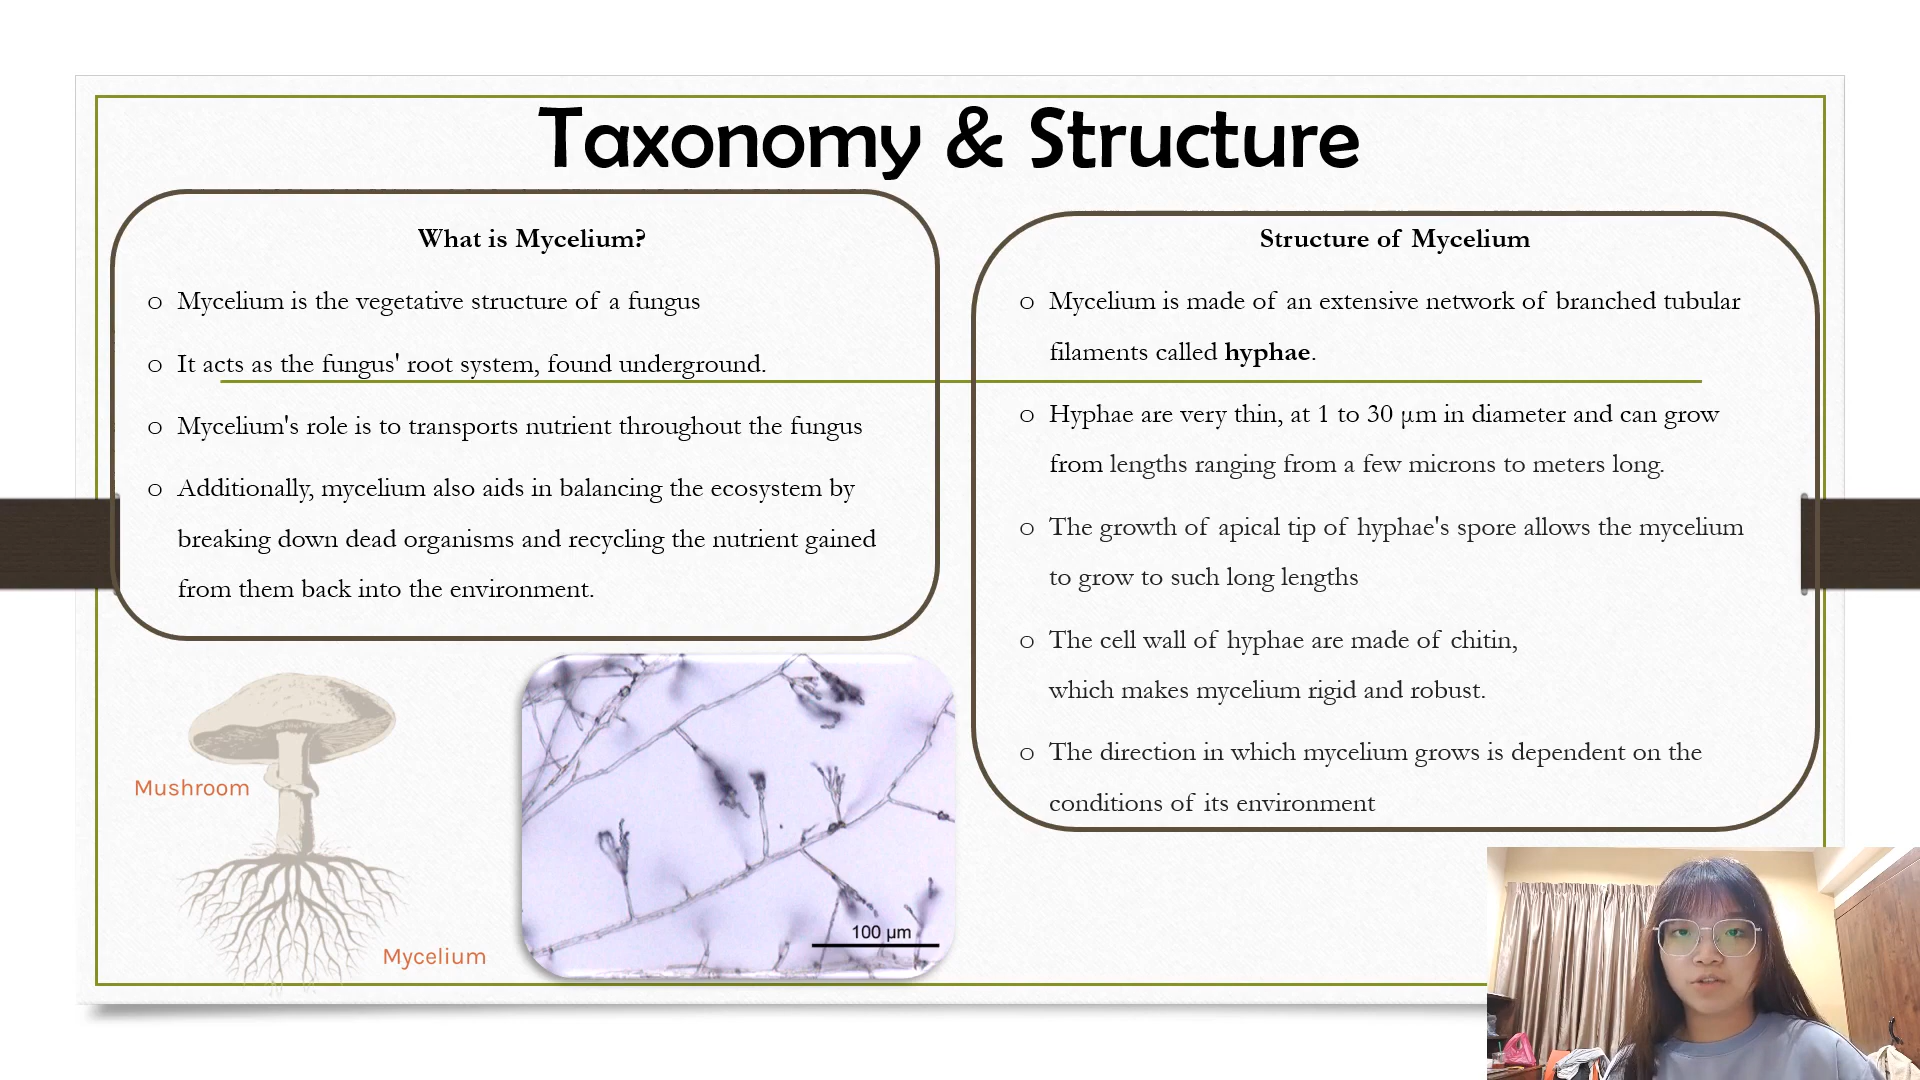 Taxonomy & Structure
What is Mycelium?
o Mycelium is the vegetative structure of a fungus
o It acts as the fungus' root system, found underground.
o Mycelium's role is to transports nutrient throughout the fungus
o Additionally, mycelium also aids in balancing the ecosystem by
breaking down dead organisms and recycling the nutrient gained
from them back into the environment.
Structure of Mycelium
o Mycelium is made of an extensive network of branched tubular
filaments called hyphae.
o Hyphae are very thin, at 1 to 30 μm in diameter and can grow
from lengths ranging from a few microns to meters long.
o The growth of apical tip of hyphae's spore allows the mycelium
to grow to such long lengths
o The cell wall of hyphae are made of chitin,
which makes mycelium rigid and robust.
o The direction in which mycelium grows is dependent on the
conditions of its environment
Mushroom
Mycelium
100 μm